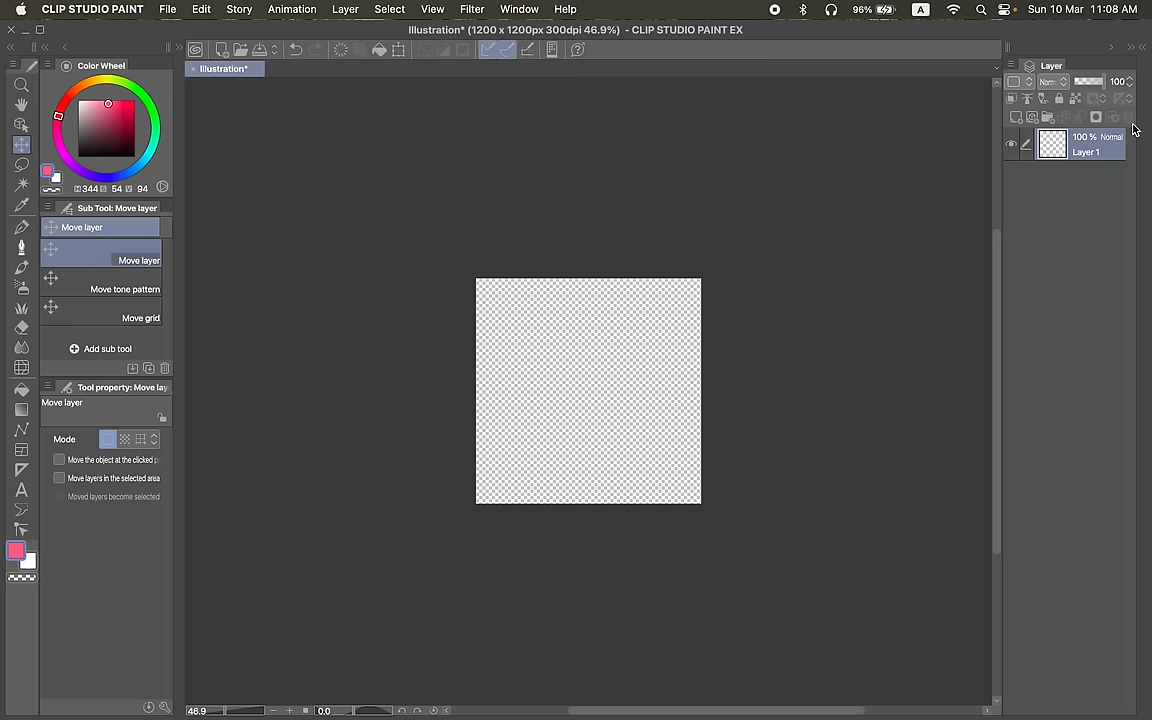 CLIP STUDIO PAINT File Edit Story Animation Layer Select View Filter Window Help 96% A Sun 10 Mar 11:08 AM
Illustration* (1200 x 1200px 300dpi 46.9%) - CLIP STUDIO PAINT EX
Illustration*
Color Wheel
H 344 S 54 V 94
Sub Tool: Move layer
Move layer
Move layer
Move tone pattern
Move grid
Add sub tool
Tool property: Move lay
Move layer
Mode
Move the object at the clicked p
Move layers in the selected area
Moved layers become selected
A
46.9
0.0
Layer
Norm 100
100 % Normal
Layer 1